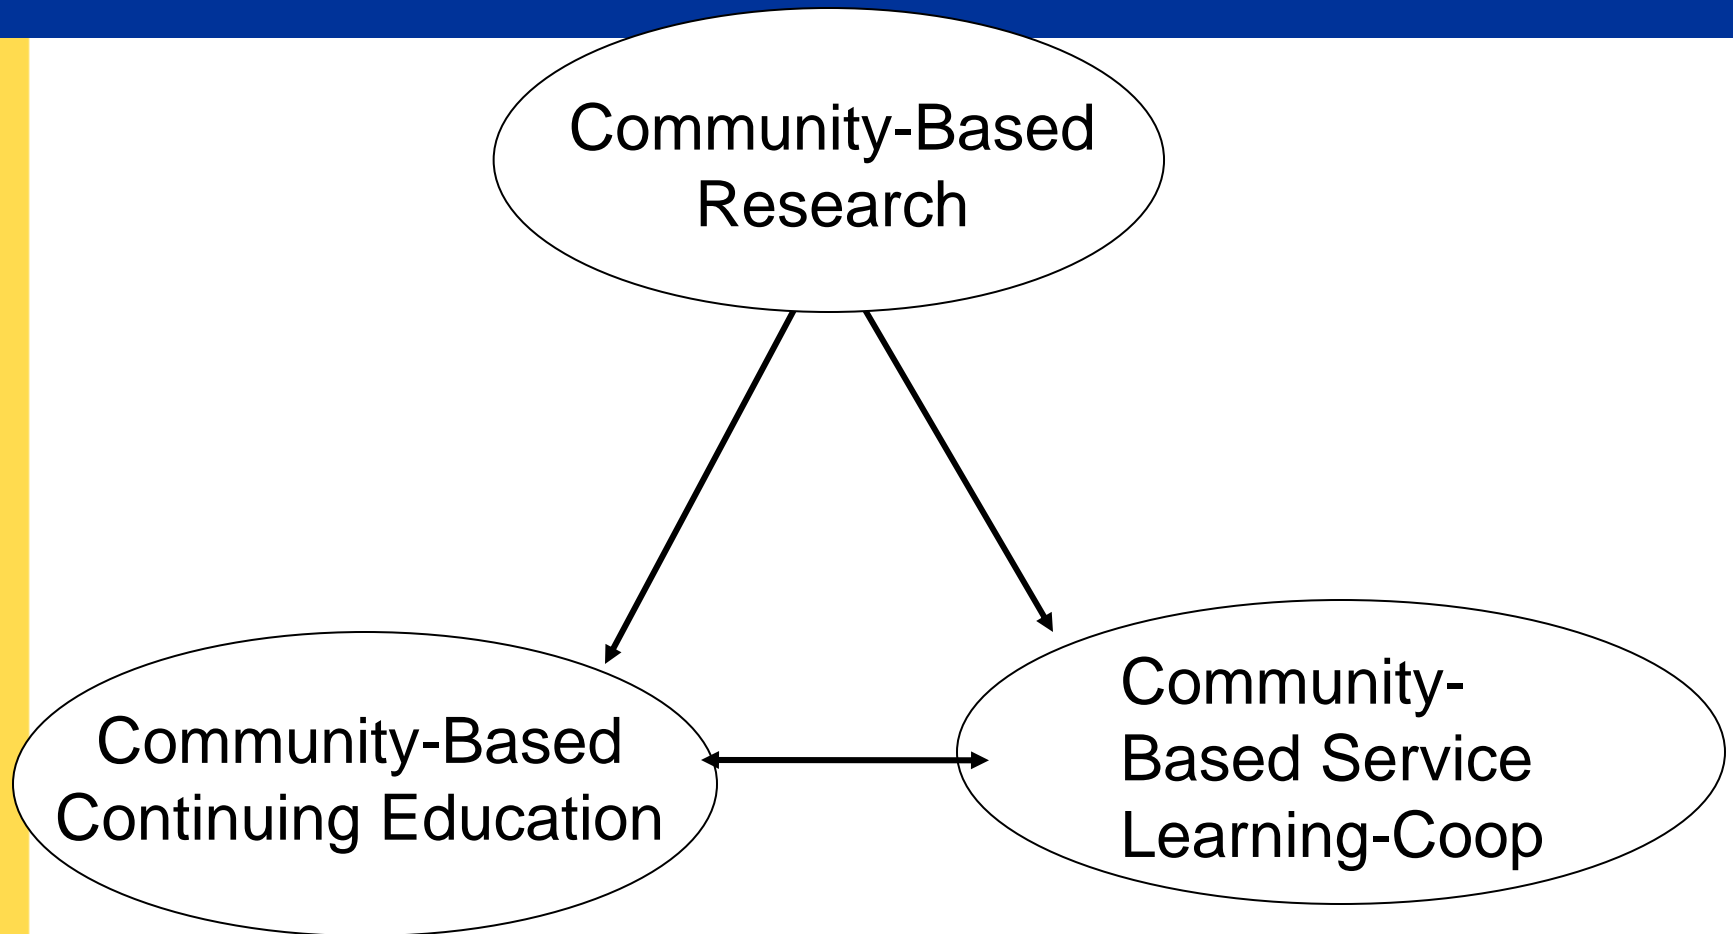 Community-Based
Research
Community-Based
Continuing Education
Community-
Based Service
Learning-Coop